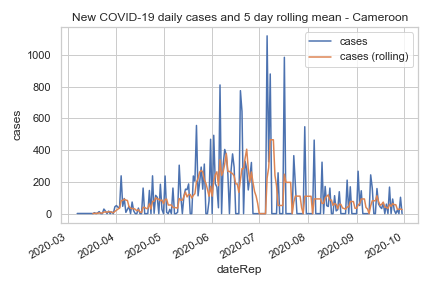 New COVID-19 daily cases and 5 day rolling mean - Cameroon
cases
cases (rolling)
1000
800
600
400
200
0
cases
2020-03
2020-04
2020-05
2020-06
2020-07
2020-08
2020-09
2020-10
dateRep